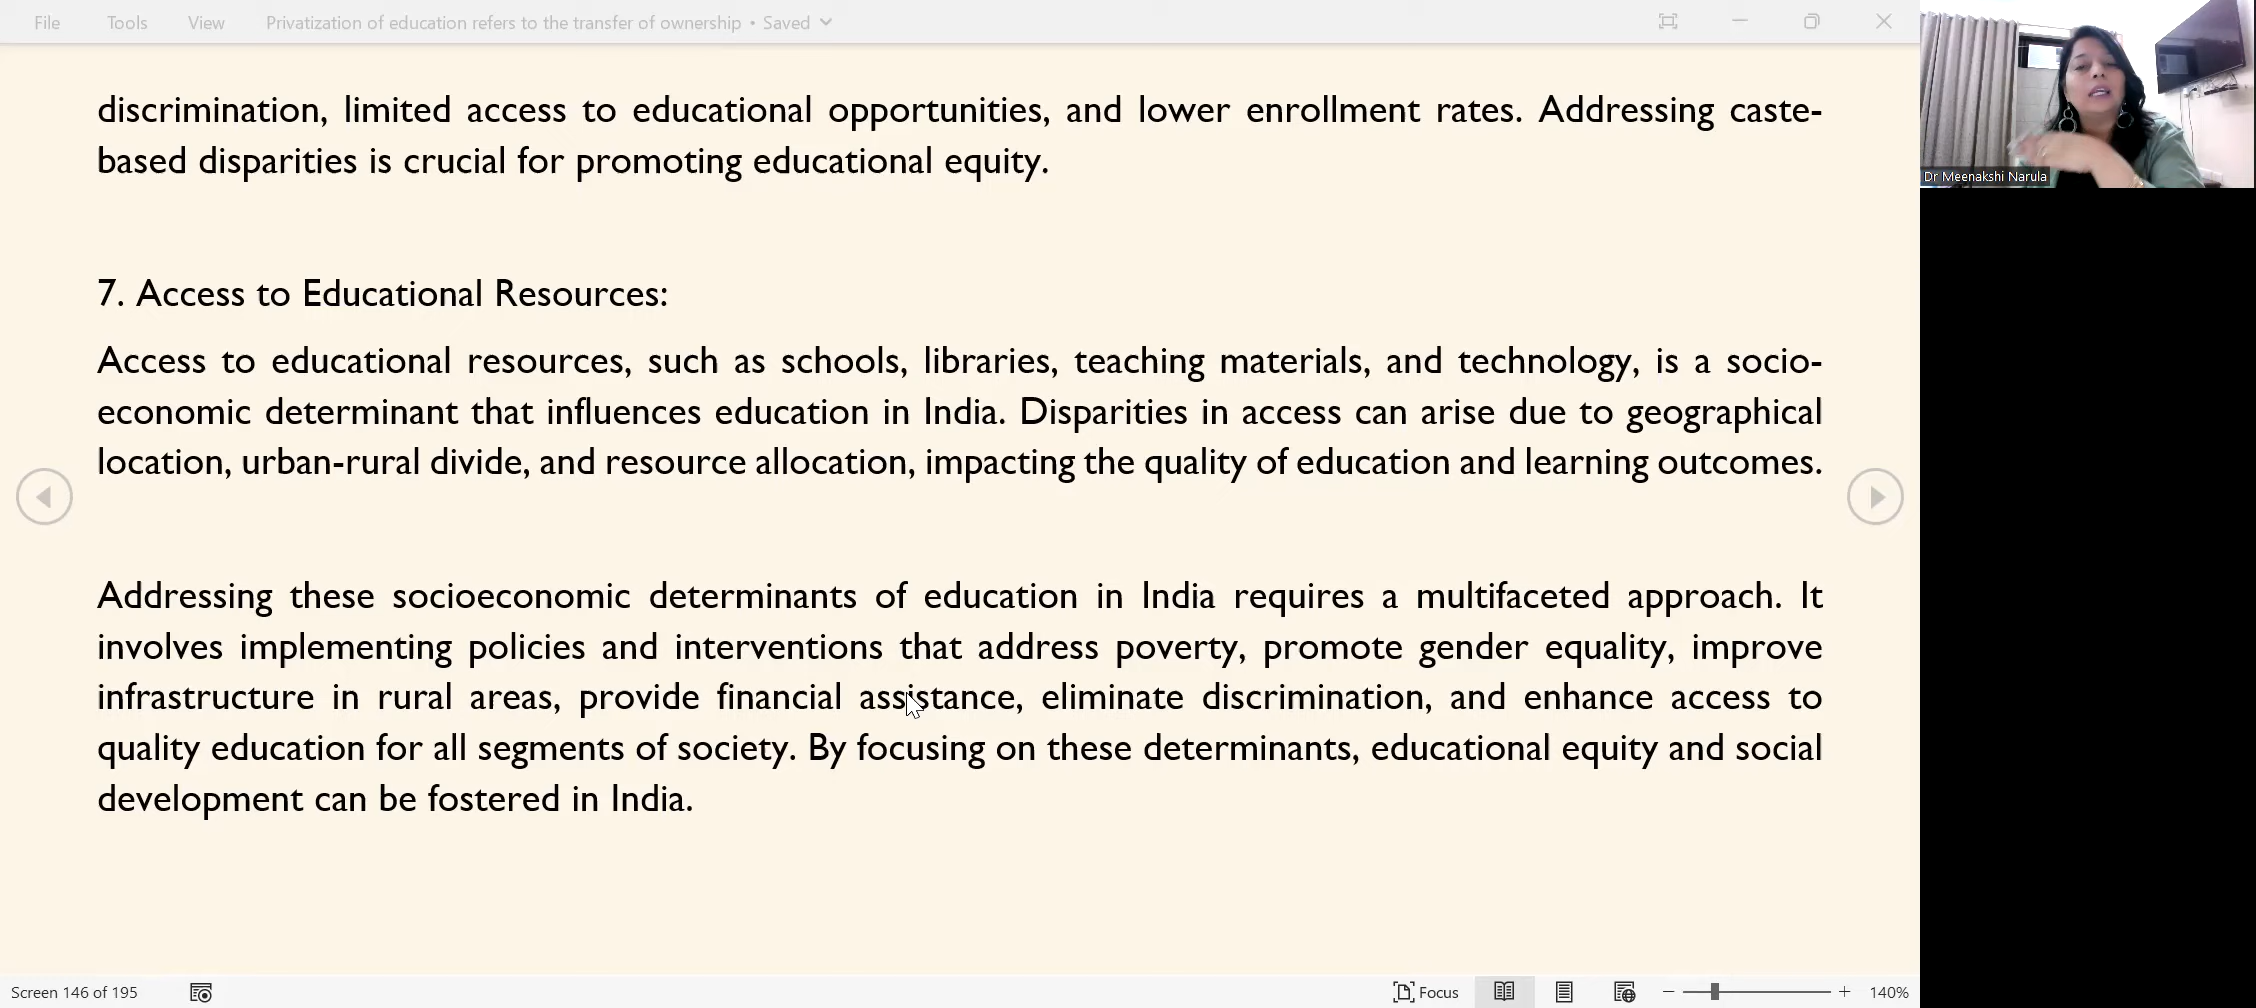 File Tools View Privatization of education refers to the transfer of ownership • Saved
Dr Meenakshi Narula
discrimination, limited access to educational opportunities, and lower enrollment rates. Addressing caste-
based disparities is crucial for promoting educational equity.
7. Access to Educational Resources:
Access to educational resources, such as schools, libraries, teaching materials, and technology, is a socio-
economic determinant that influences education in India. Disparities in access can arise due to geographical
location, urban-rural divide, and resource allocation, impacting the quality of education and learning outcomes.
Addressing these socioeconomic determinants of education in India requires a multifaceted approach. It
involves implementing policies and interventions that address poverty, promote gender equality, improve
infrastructure in rural areas, provide financial assistance, eliminate discrimination, and enhance access to
quality education for all segments of society. By focusing on these determinants, educational equity and social
development can be fostered in India.
Screen 146 of 195 Focus 140%